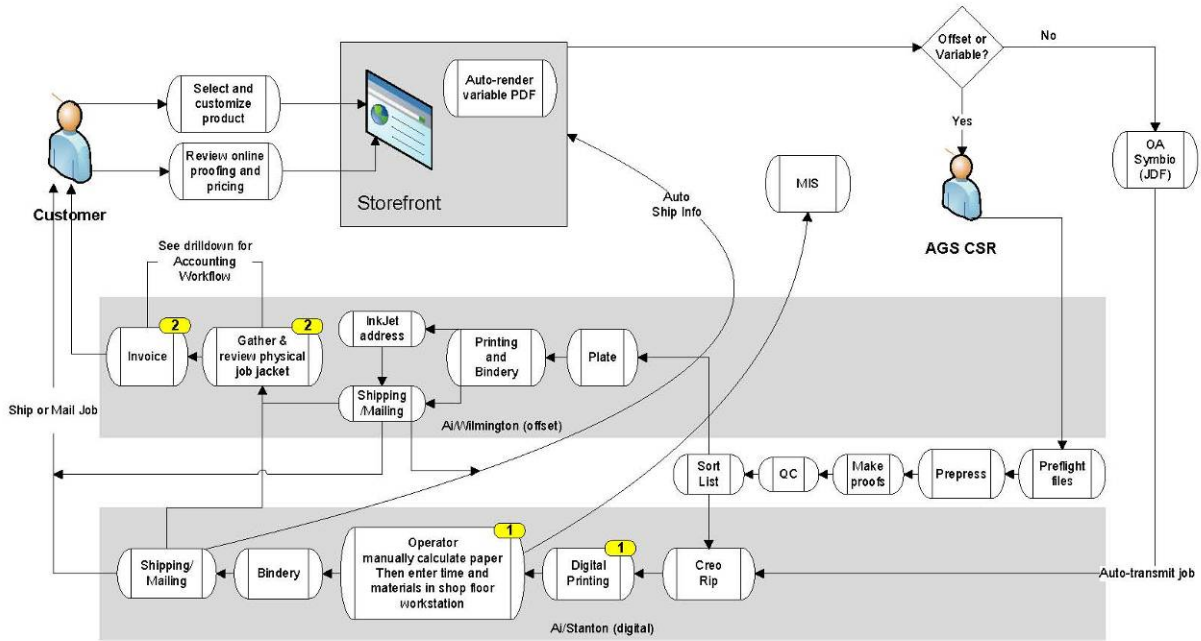 Select and
customize
product
Review online
proofing and
pricing
Customer
Auto-render
variable PDF
Storefront
Offset or
Variable?
No
Yes
OA
Symbio
(JDF)
MIS
Auto
Ship Info
AGS CSR
See drilldown for
Accounting
Workflow
2
Invoice
2
Gather &
review physical
job jacket
InkJet
address
Shipping
/Mailing
Printing
and
Bindery
Plate
Ai/Wilmington (offset)
Ship or Mail Job
Sort
List
QC
Make
proofs
Prepress
Preflight
files
Shipping/
Mailing
Bindery
1
Operator
manually calculate paper
Then enter time and
materials in shop floor
workstation
1
Digital
Printing
Creo
Rip
Auto-transmit job
Ai/Stanton (digital)